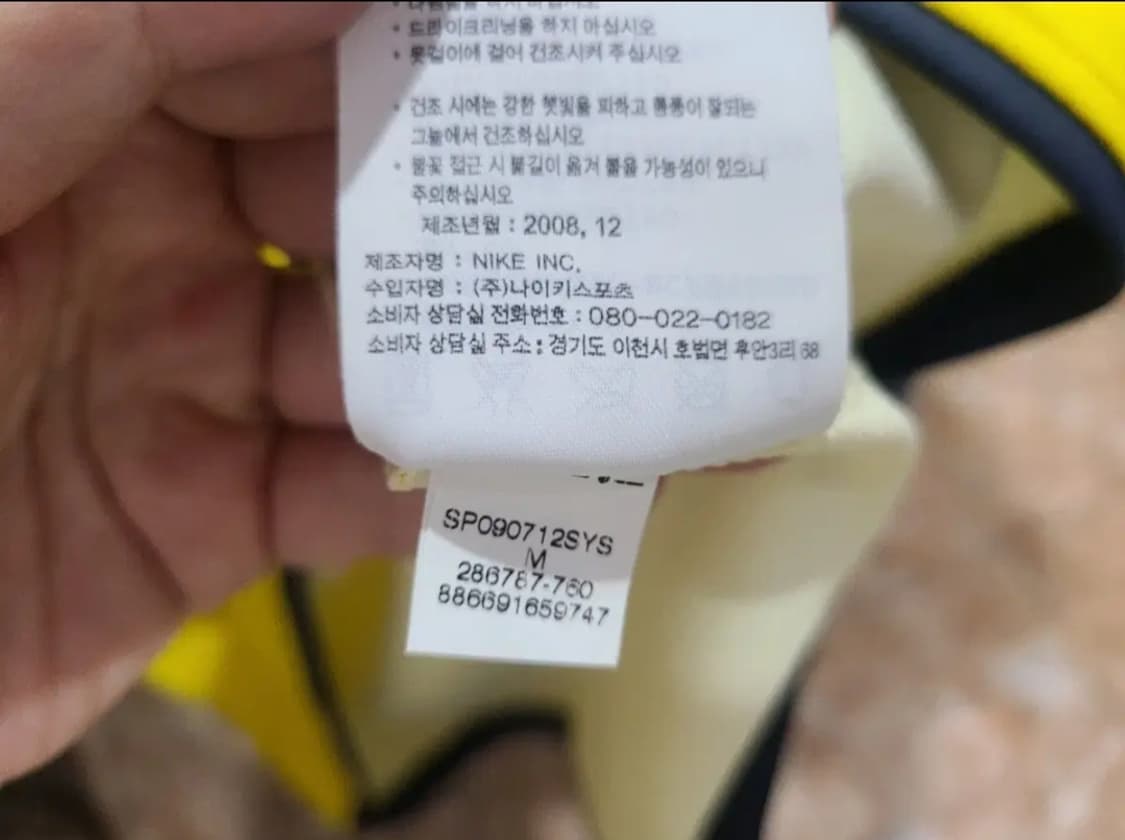 • 드라이크리닝을 하지 마십시오
• 옷걸이에 걸어 건조시켜 주십시오
• 건조 시에는 강한 햇빛을 피하고 통풍이 잘되는
그늘에서 건조하십시오
• 불꽃 접근 시 불길이 옮겨 붙을 가능성이 있으니
주의하십시오
제조년월 : 2008, 12
제조자명 : NIKE INC.
수입자명 : (주)나이키스포츠
소비자 상담실 전화번호 : 080-022-0182
소비자 상담실 주소 : 경기도 이천시 호법면 후안3리 68
SP090712SYS
M
286787-760
886691659747